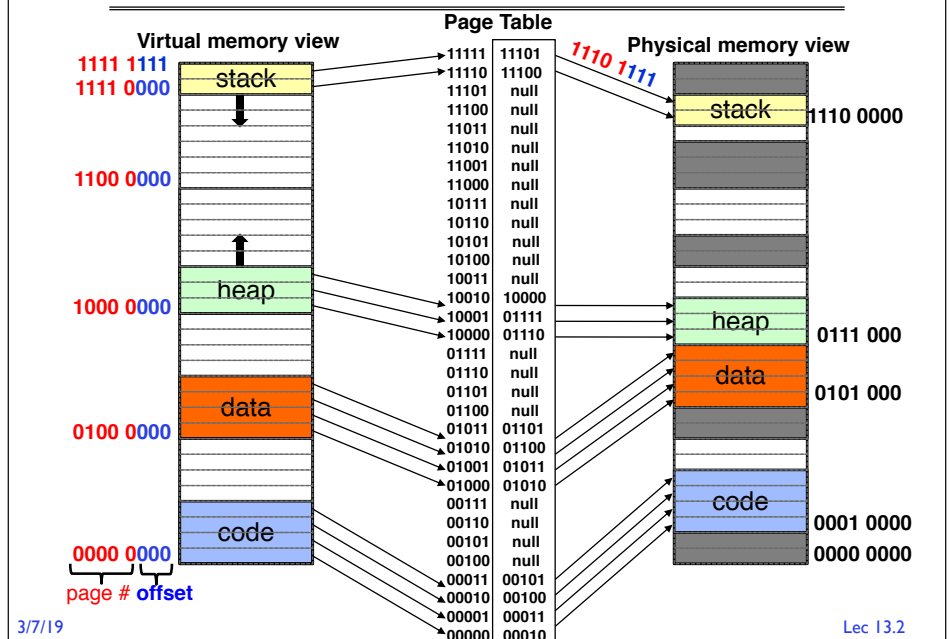 Page Table
Virtual memory view
Physical memory view
1111 1111
stack
1111 0000
1100 0000
heap
1000 0000
data
0100 0000
code
0000 0000
page # offset
11111 11101
11110 11100
11101 null
11100 null
11011 null
11010 null
11001 null
11000 null
10111 null
10110 null
10101 null
10100 null
10011 null
10010 10000
10001 01111
10000 01110
01111 null
01110 null
01101 null
01100 null
01011 01101
01010 01100
01001 01011
01000 01010
00111 null
00110 null
00101 null
00100 null
00011 00101
00010 00100
00001 00011
00000 00010
1110 1111
stack
1110 0000
heap
0111 000
data
0101 000
code
0001 0000
0000 0000
3/7/19
Lec 13.2